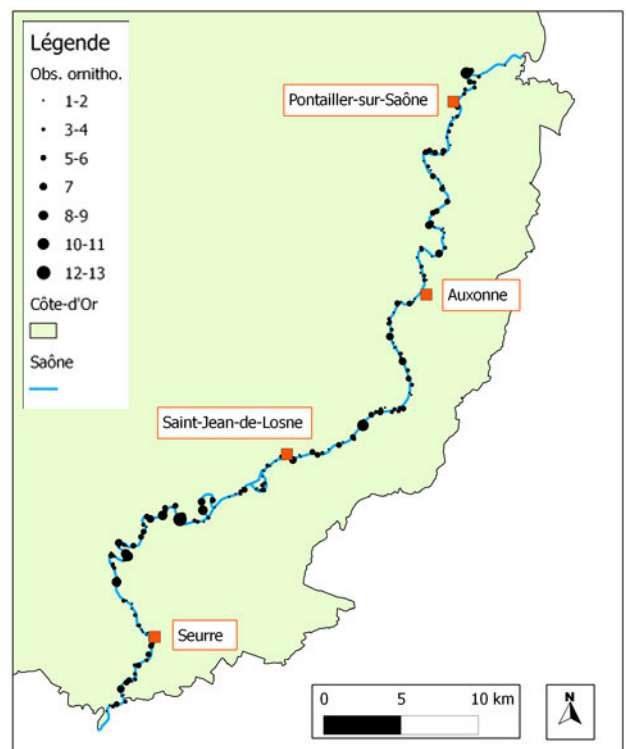 Légende
Obs. ornitho.
1-2
3-4
5-6
7
8-9
10-11
12-13
Côte-d'Or
Saône
Pontailler-sur-Saône
Auxonne
Saint-Jean-de-Losne
Seurre
0 5 10 km
N